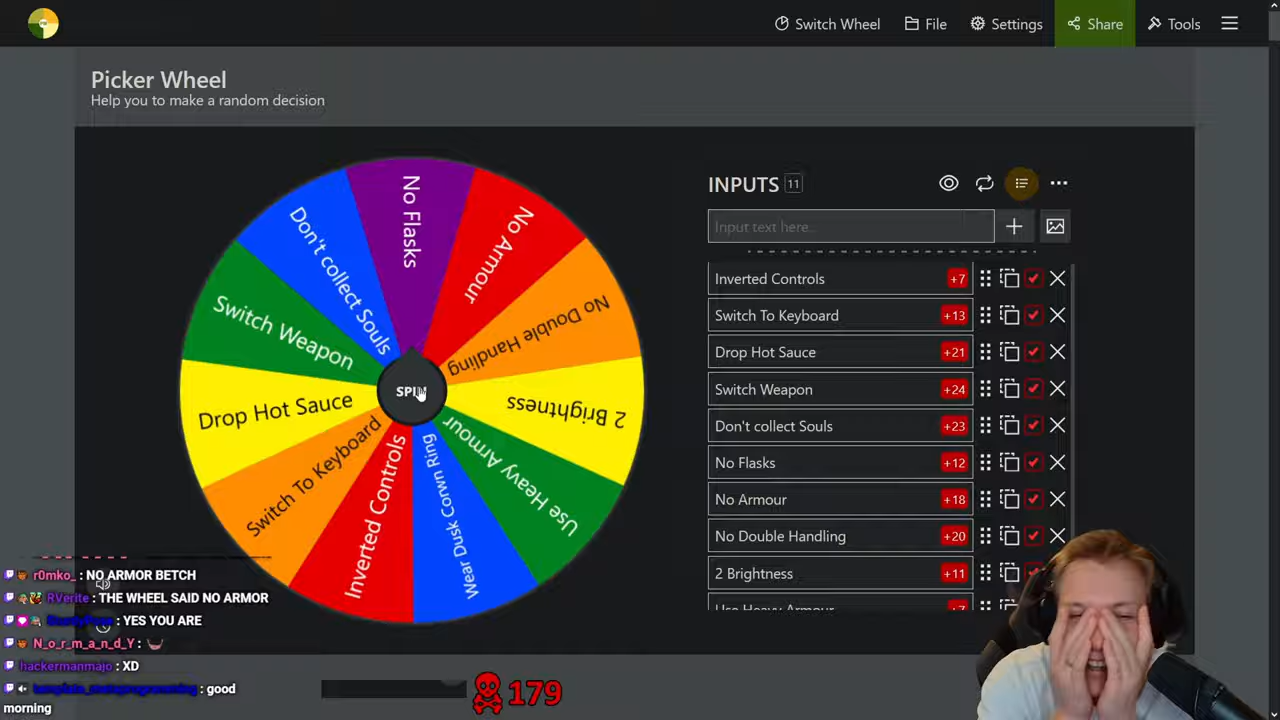 Switch Wheel
File
Settings
Share
Tools
Picker Wheel
Help you to make a random decision
No Flasks
No Armour
No Double Handling
2 Brightness
Use Heavy Armour
Wear Dusk Corwn Ring
Inverted Controls
Switch To Keyboard
Drop Hot Sauce
Switch Weapon
Don't collect Souls
SPIN
INPUTS 11
Input text here..
Inverted Controls +7
Switch To Keyboard +13
Drop Hot Sauce +21
Switch Weapon +24
Don't collect Souls +23
No Flasks +12
No Armour +18
No Double Handling +20
2 Brightness +11
Use Heavy Armour +7
r0mko_ : NO ARMOR BETCH
RVerite : THE WHEEL SAID NO ARMOR
: YES YOU ARE
N_o_r_m_a_n_d_Y :
hackermanmajo : XD
: good
morning
179